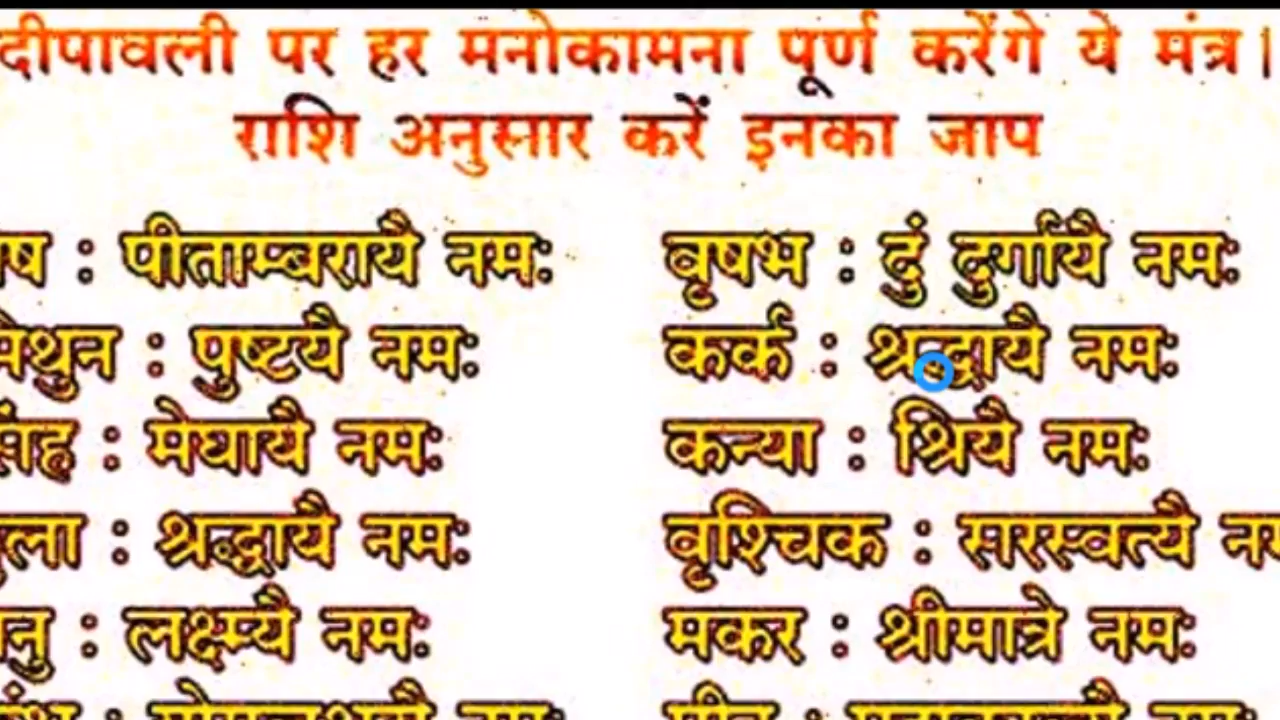 दीपावली पर हर मनोकामना पूर्ण करेंगे ये मंत्र।
राशि अनुसार करें इनका जाप
ष : पीताम्बरायै नमः वृषभ : दुं दुर्गायै नमः
मिथुन : पुष्टयै नमः कर्क : श्रद्धायै नमः
सिंह : मेघायै नमः कन्या : श्रियै नमः
तुला : श्रद्धायै नमः वृश्चिक : सरस्वत्यै नम
नु : लक्ष्म्यै नमः मकर : श्रीमात्रे नमः